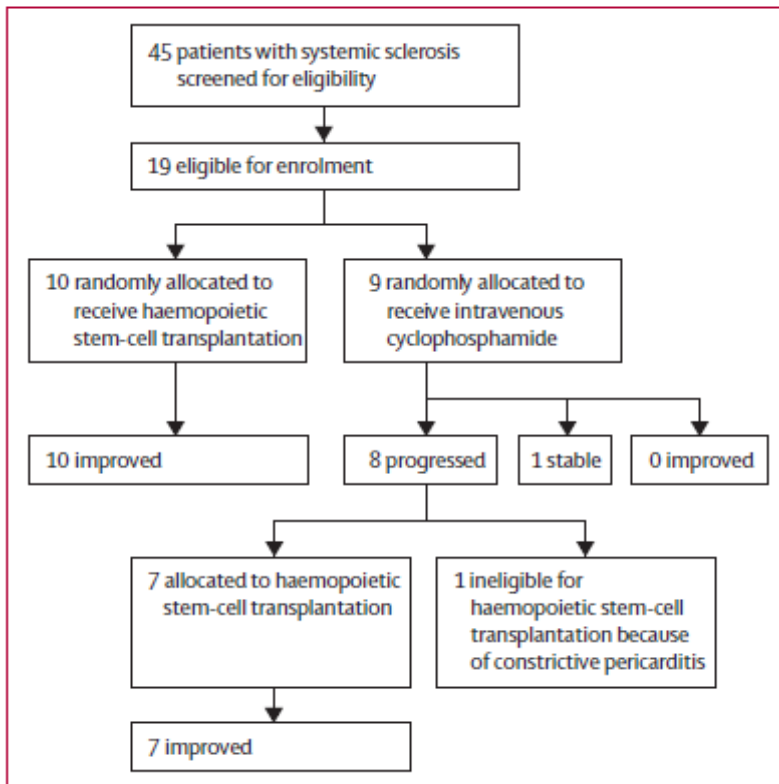 45 patients with systemic sclerosis
screened for eligibility
19 eligible for enrolment
10 randomly allocated to
receive haemopoietic
stem-cell transplantation
9 randomly allocated to
receive intravenous
cyclophosphamide
10 improved
8 progressed
1 stable
0 improved
7 allocated to haemopoietic
stem-cell transplantation
1 ineligible for
haemopoietic stem-cell
transplantation because
of constrictive pericarditis
7 improved